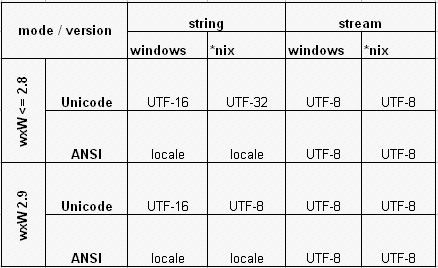 mode / version string stream
windows *nix windows *nix
wxW <= 2.8
Unicode UTF-16 UTF-32 UTF-8 UTF-8
ANSI locale locale UTF-8 UTF-8
wxW 2.9
Unicode UTF-16 UTF-8 UTF-8 UTF-8
ANSI locale locale UTF-8 UTF-8